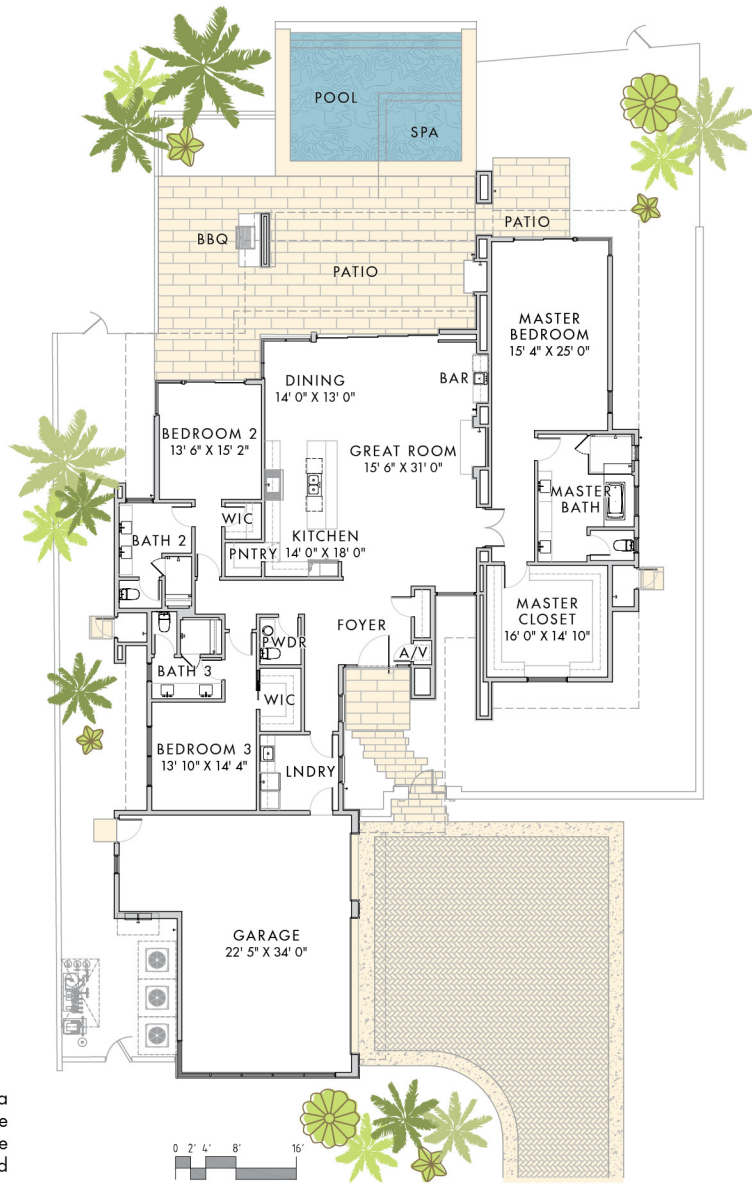 POOL
SPA
PATIO
BBQ
PATIO
MASTER
BEDROOM
15' 4" X 25' 0"
DINING
14' 0" X 13' 0"
BAR
BEDROOM 2
13' 6" X 15' 2"
GREAT ROOM
15' 6" X 31' 0"
MASTER
BATH
WIC
BATH 2
KITCHEN
14' 0" X 18' 0"
PNTRY
MASTER
CLOSET
16' 0" X 14' 10"
FOYER
PWDR
A/V
BATH 3
WIC
BEDROOM 3
13' 10" X 14' 4"
LNDRY
GARAGE
22' 5" X 34' 0"
a
e
e
d
0 2' 4' 8' 16'